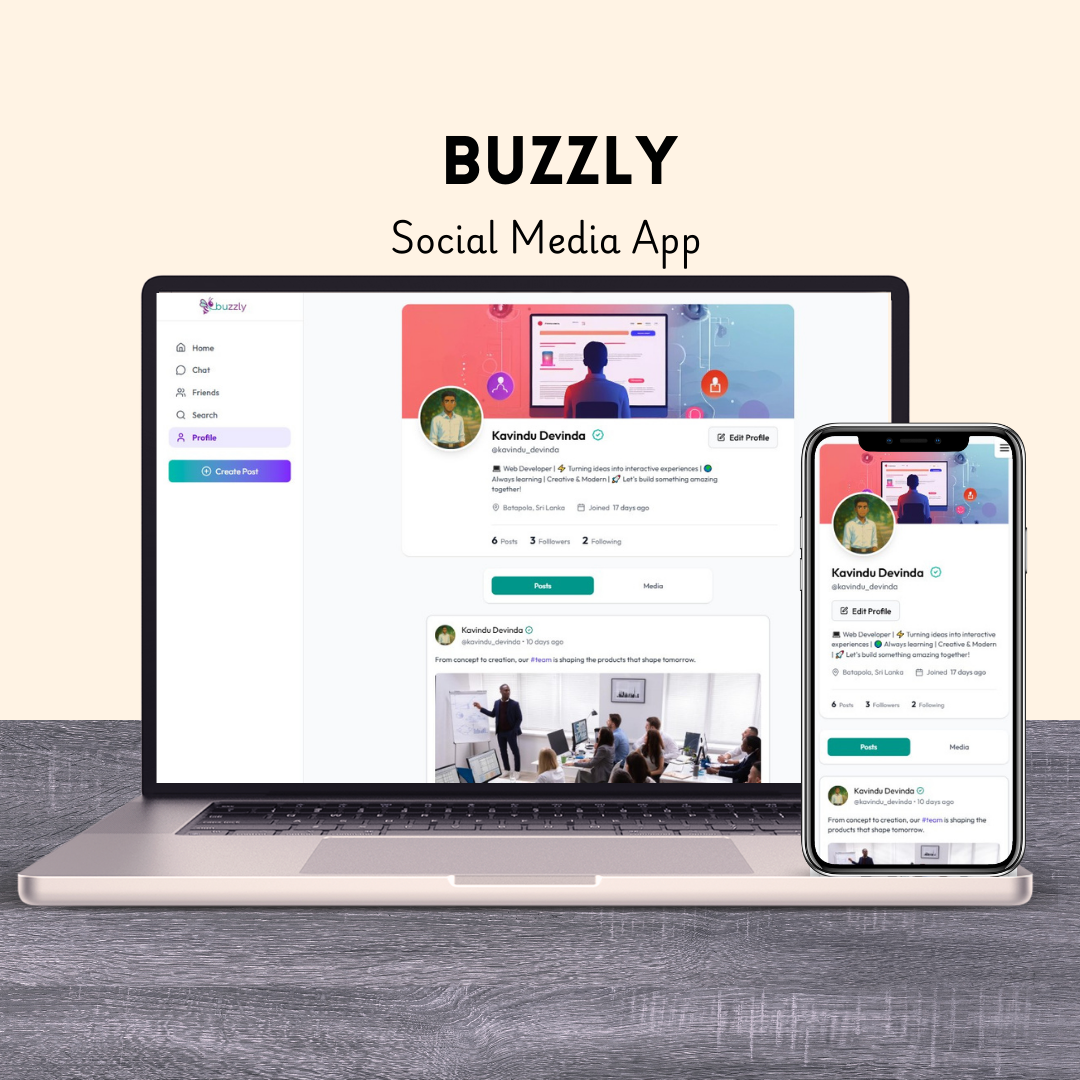 BUZZLY
Social Media App
buzzly
Home
Chat
Friends
Search
Profile
Create Post
Kavindu Devinda
@kavindu_devinda
Edit Profile
💻 Web Developer | ⚡ Turning ideas into interactive experiences | 🌍
Always learning | Creative & Modern | 🚀 Let's build something amazing
together!
Batapola, Sri Lanka Joined 17 days ago
6 Posts 3 Followers 2 Following
Posts Media
Kavindu Devinda
@kavindu_devinda • 10 days ago
From concept to creation, our #team is shaping the products that shape tomorrow.
Kavindu Devinda
@kavindu_devinda
Edit Profile
💻 Web Developer | ⚡ Turning ideas into interactive
experiences | 🌍 Always learning | Creative & Modern
| 🚀 Let's build something amazing together!
Batapola, Sri Lanka Joined 17 days ago
6 Posts 3 Followers 2 Following
Posts Media
Kavindu Devinda
@kavindu_devinda • 10 days ago
From concept to creation, our #team is shaping the
products that shape tomorrow.